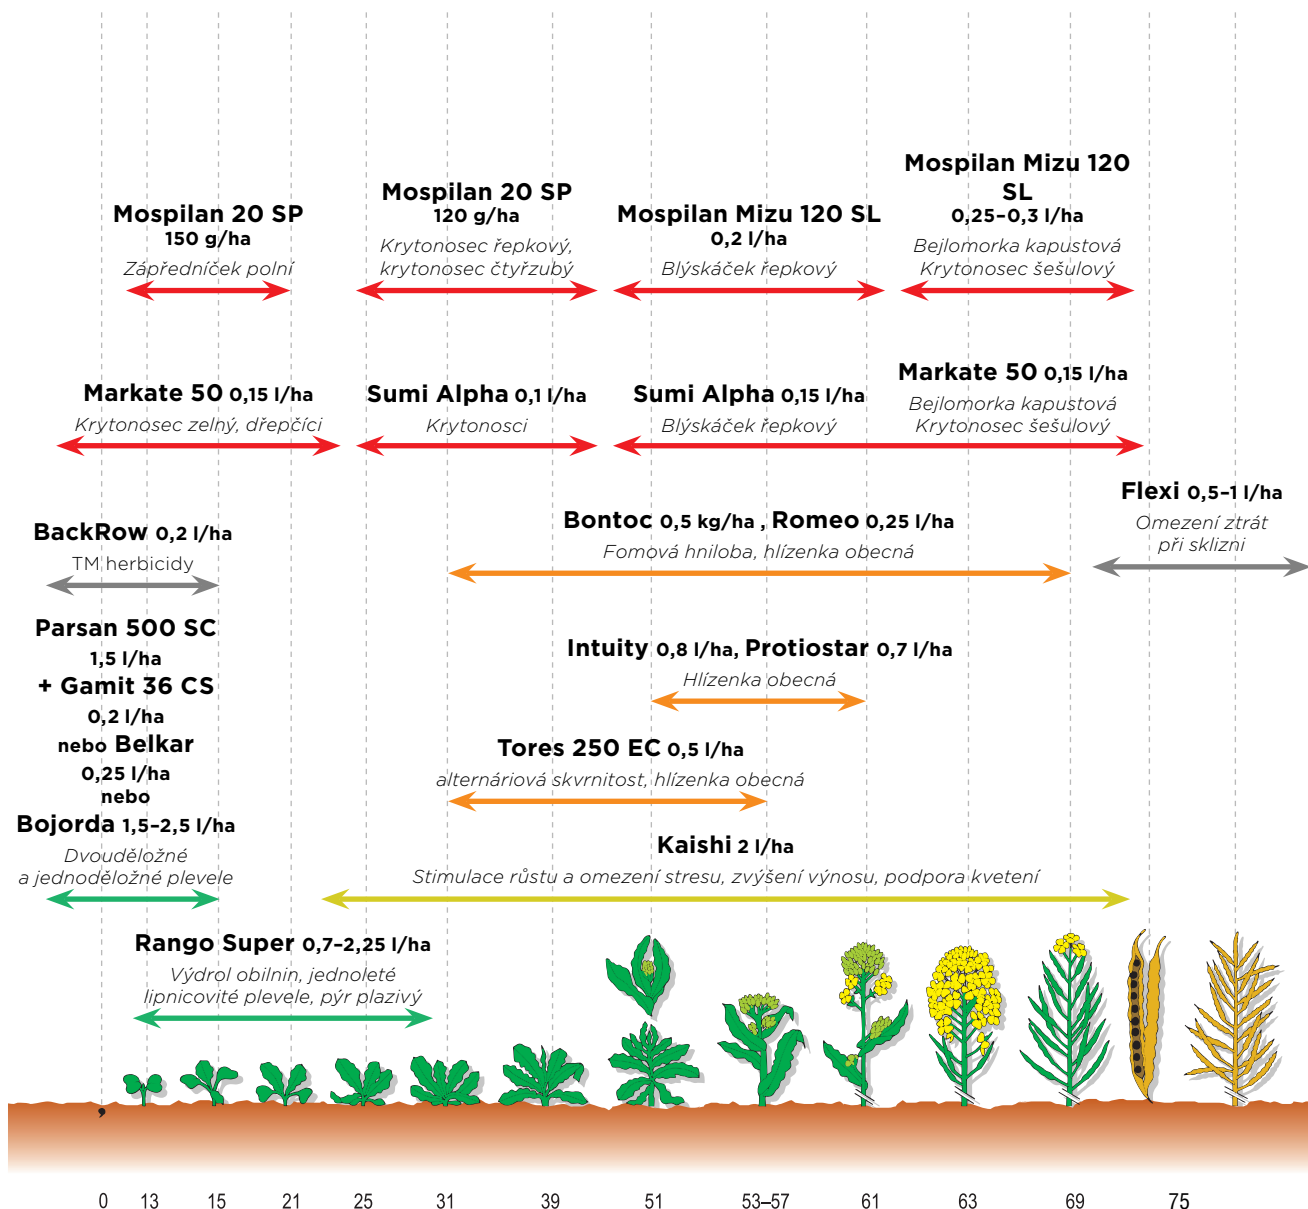 Mospilan 20 SP
150 g/ha
Zápředníček polní
Mospilan 20 SP
120 g/ha
Krytonosec řepkový,
krytonosec čtyřzubý
Mospilan Mizu 120 SL
0,2 l/ha
Blýskáček řepkový
Mospilan Mizu 120
SL
0,25–0,3 l/ha
Bejlomorka kapustová
Krytonosec šešulový
Markate 50 0,15 l/ha
Krytonosec zelný, dřepčíci
Sumi Alpha 0,1 l/ha
Krytonosci
Sumi Alpha 0,15 l/ha
Blýskáček řepkový
Markate 50 0,15 l/ha
Bejlomorka kapustová
Krytonosec šešulový
Flexi 0,5–1 l/ha
Omezení ztrát
při sklizni
BackRow 0,2 l/ha
TM herbicidy
Bontoc 0,5 kg/ha , Romeo 0,25 l/ha
Fomová hniloba, hlízenka obecná
Parsan 500 SC
1,5 l/ha
+ Gamit 36 CS
0,2 l/ha
nebo Belkar
0,25 l/ha
nebo
Bojorda 1,5–2,5 l/ha
Dvouděložné
a jednoděložné plevele
Intuity 0,8 l/ha, Protiostar 0,7 l/ha
Hlízenka obecná
Tores 250 EC 0,5 l/ha
alternáriová skvrnitost, hlízenka obecná
Kaishi 2 l/ha
Stimulace růstu a omezení stresu, zvýšení výnosu, podpora kvetení
Rango Super 0,7–2,25 l/ha
Výdrol obilnin, jednoleté
lipnicovité plevele, pýr plazivý
0 13 15 21 25 31 39 51 53–57 61 63 69 75